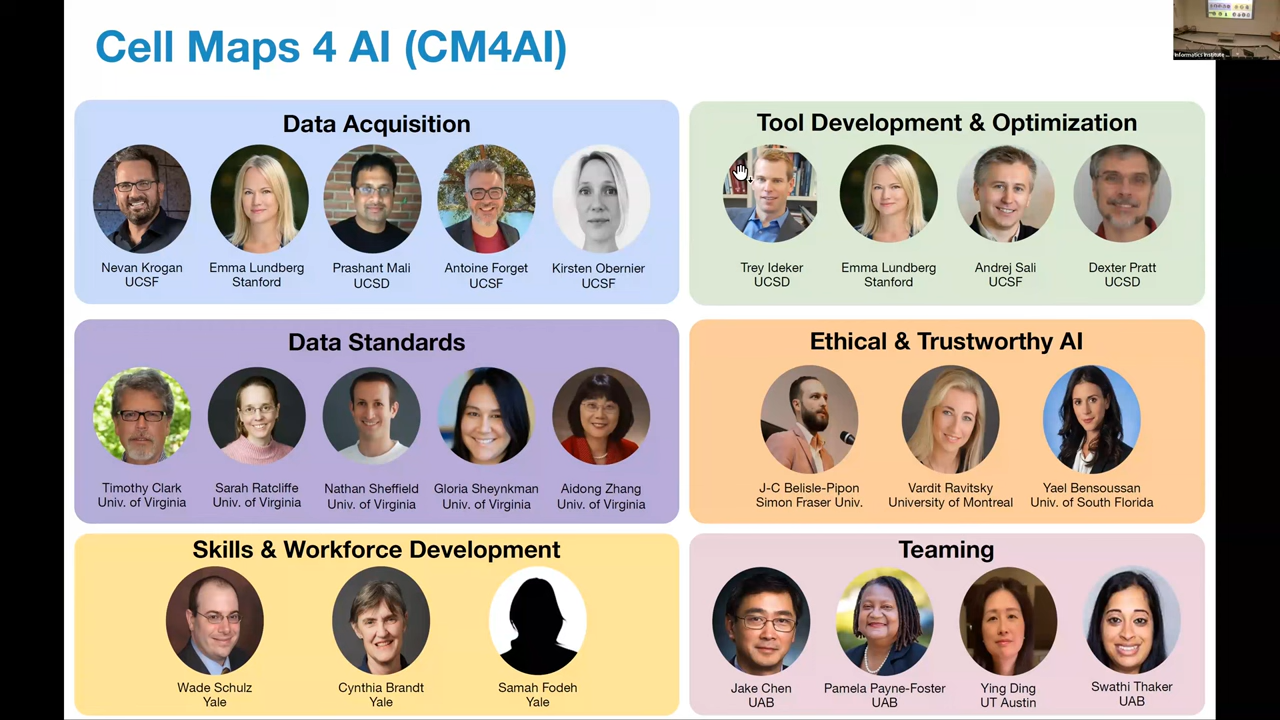 Cell Maps 4 AI (CM4AI)
Informatics Institute
Data Acquisition
Nevan Krogan
UCSF
Emma Lundberg
Stanford
Prashant Mali
UCSD
Antoine Forget
UCSF
Kirsten Obernier
UCSF
Tool Development & Optimization
Trey Ideker
UCSD
Emma Lundberg
Stanford
Andrej Sali
UCSF
Dexter Pratt
UCSD
Data Standards
Timothy Clark
Univ. of Virginia
Sarah Ratcliffe
Univ. of Virginia
Nathan Sheffield
Univ. of Virginia
Gloria Sheynkman
Univ. of Virginia
Aidong Zhang
Univ. of Virginia
Ethical & Trustworthy AI
J-C Belisle-Pipon
Simon Fraser Univ.
Vardit Ravitsky
University of Montreal
Yael Bensoussan
Univ. of South Florida
Skills & Workforce Development
Wade Schulz
Yale
Cynthia Brandt
Yale
Samah Fodeh
Yale
Teaming
Jake Chen
UAB
Pamela Payne-Foster
UAB
Ying Ding
UT Austin
Swathi Thaker
UAB